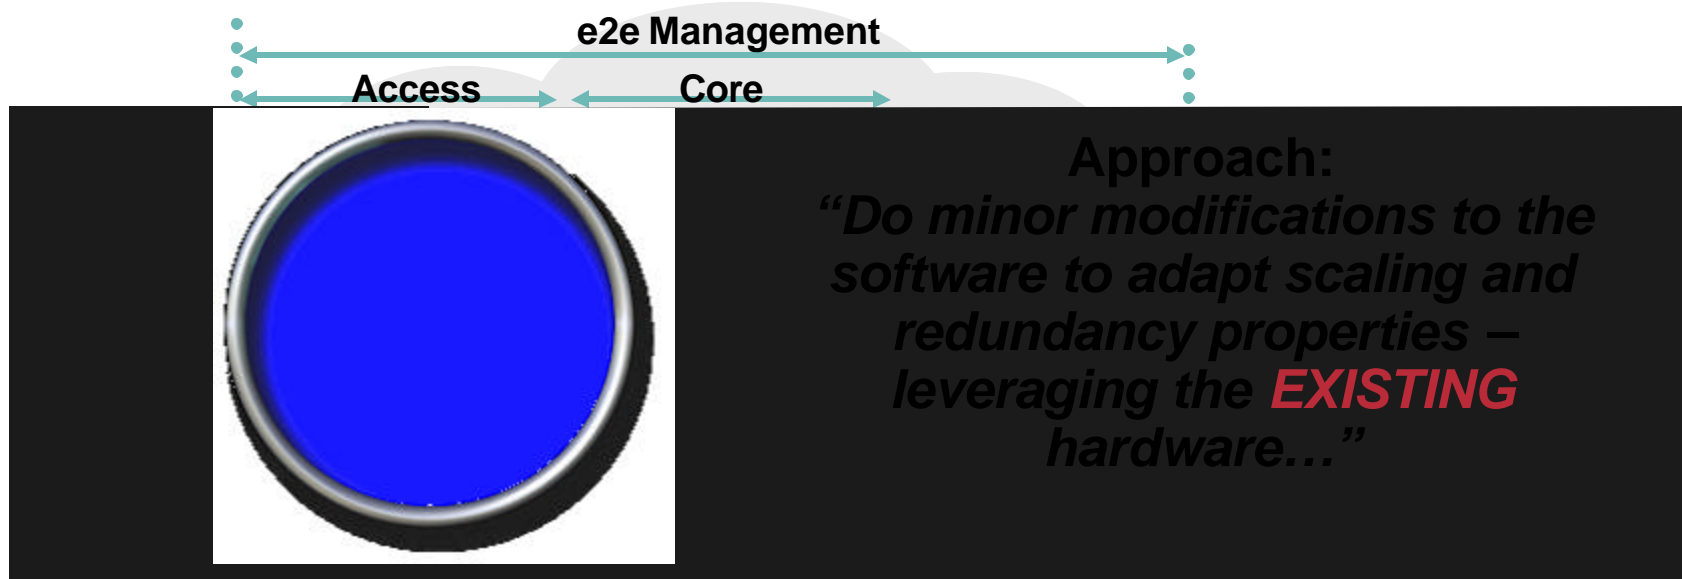 e2e Management
Access Core
Approach:
“Do minor modifications to the
software to adapt scaling and
redundancy properties –
leveraging the EXISTING
hardware…”